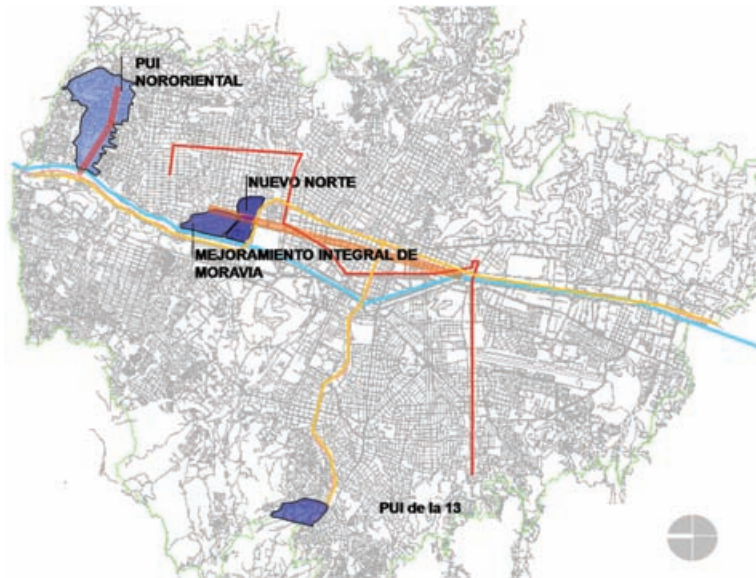 PUI
NORORIENTAL
NUEVO NORTE
MEJORAMIENTO INTEGRAL DE
MORAVIA
PUI de la 13